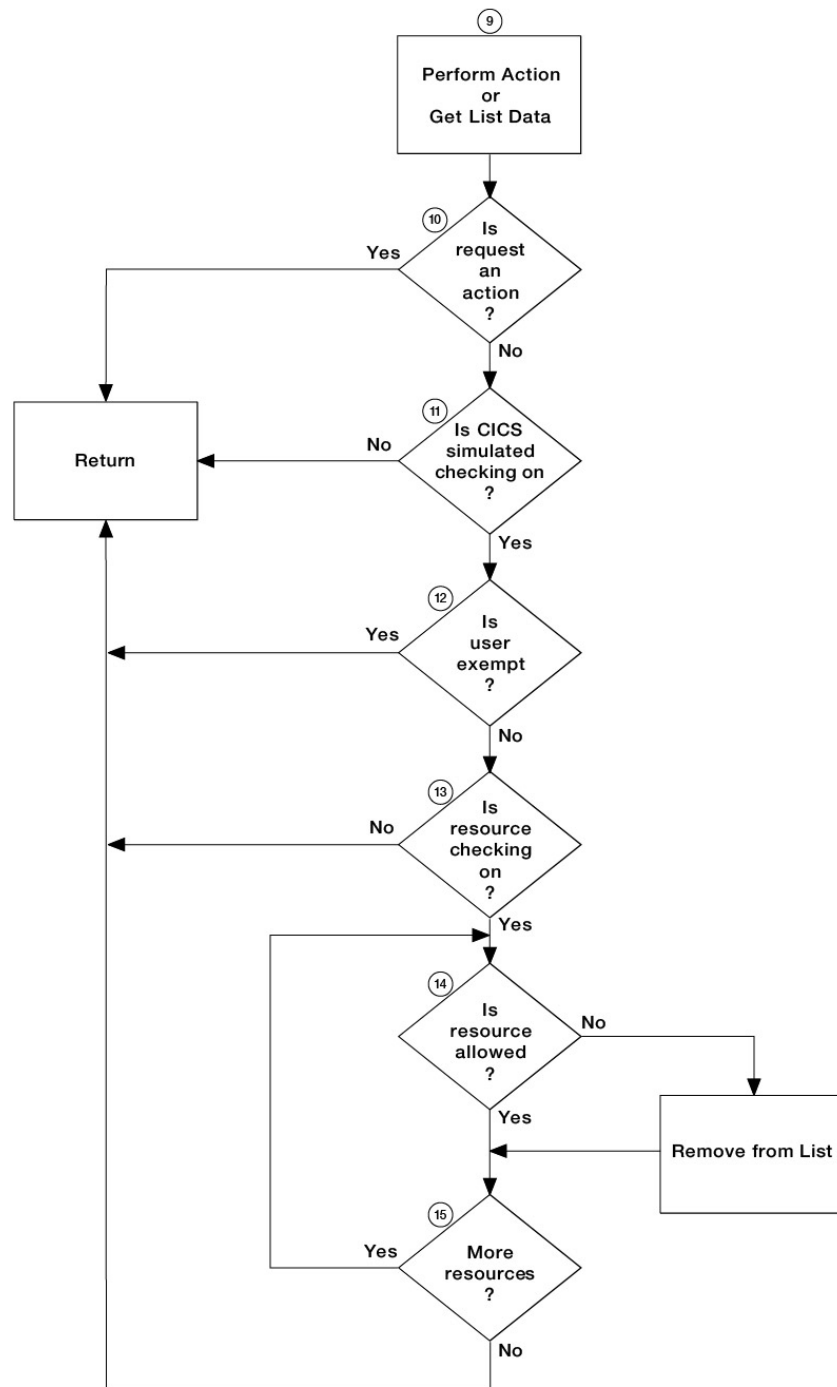 9
Perform Action
or
Get List Data
10
Is
request
an
action
?
Yes
No
Return
11
Is CICS
simulated
checking on
?
No
Yes
12
Is
user
exempt
?
Yes
No
13
Is
resource
checking
on
?
No
Yes
14
Is
resource
allowed
?
No
Yes
Remove from List
15
More
resources
?
Yes
No